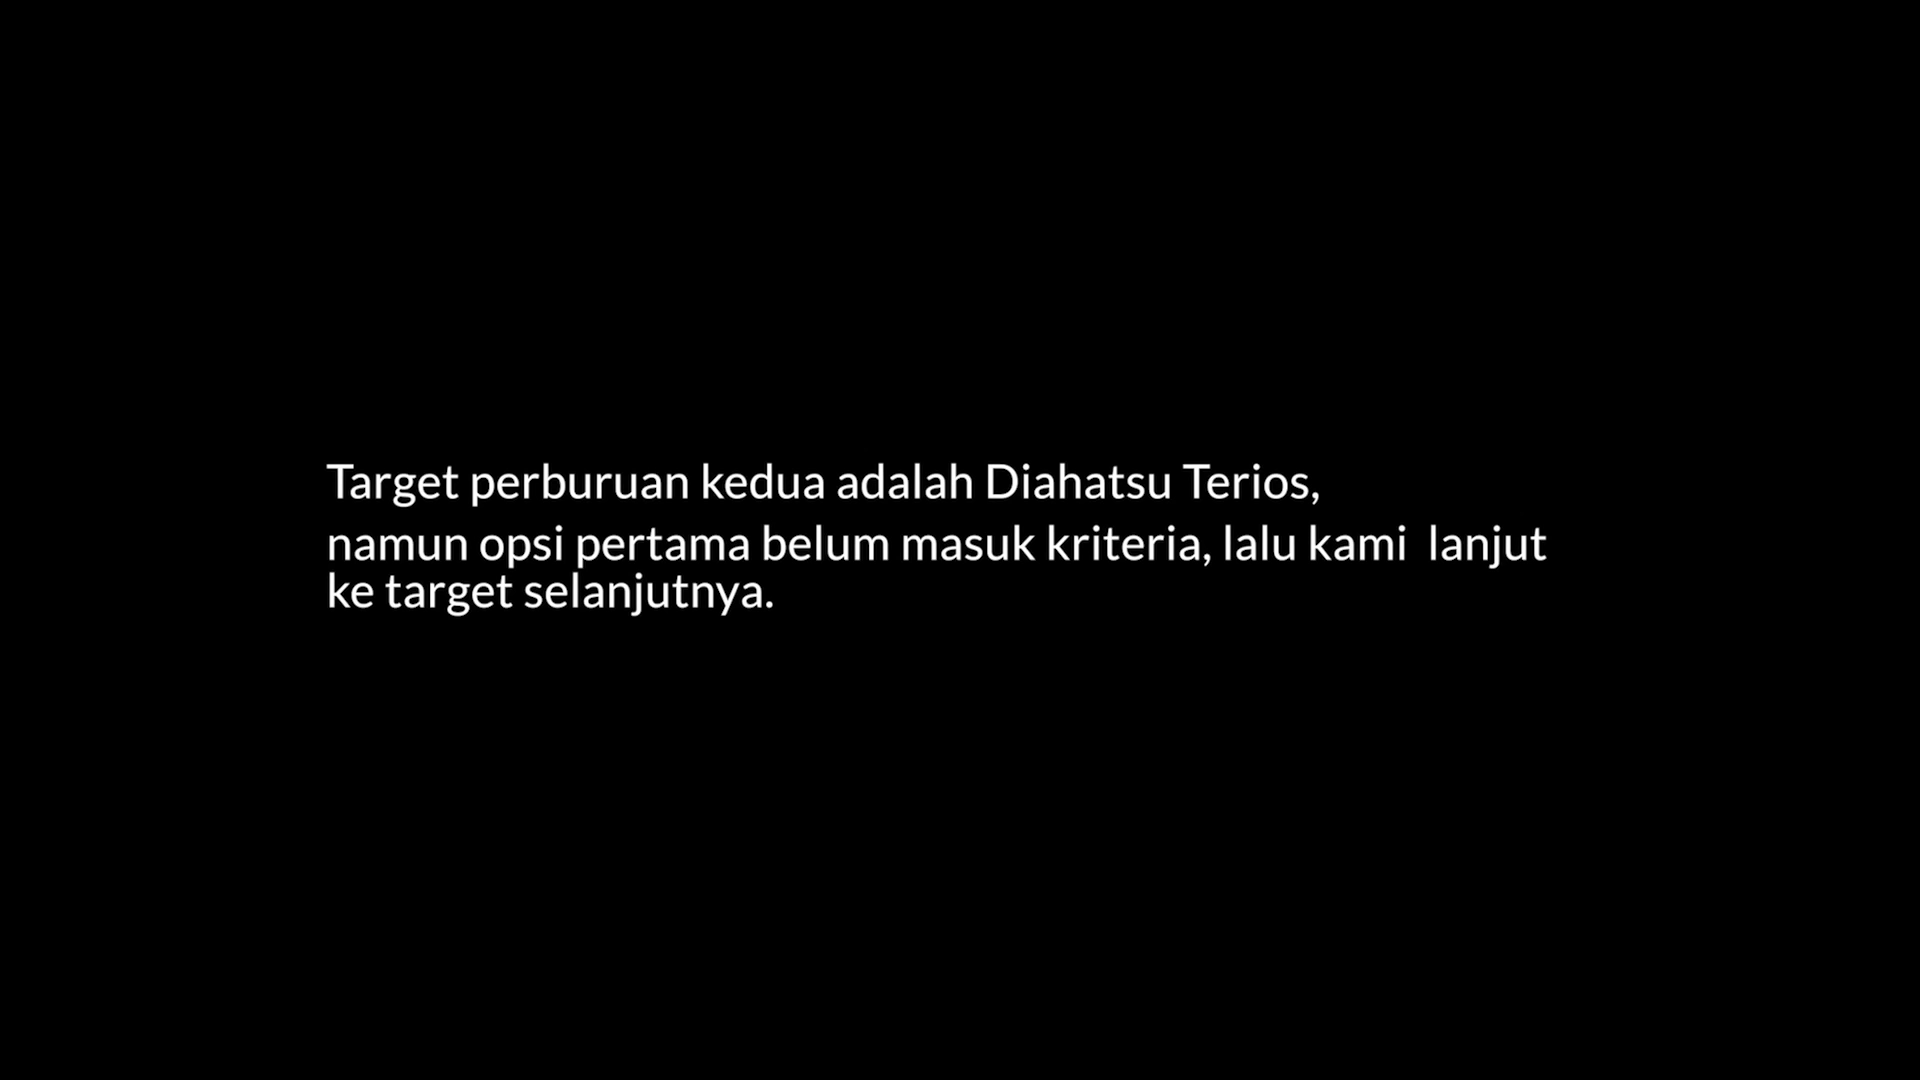 Target perburuan kedua adalah Diahatsu Terios,
namun opsi pertama belum masuk kriteria, lalu kami  lanjut
ke target selanjutnya.